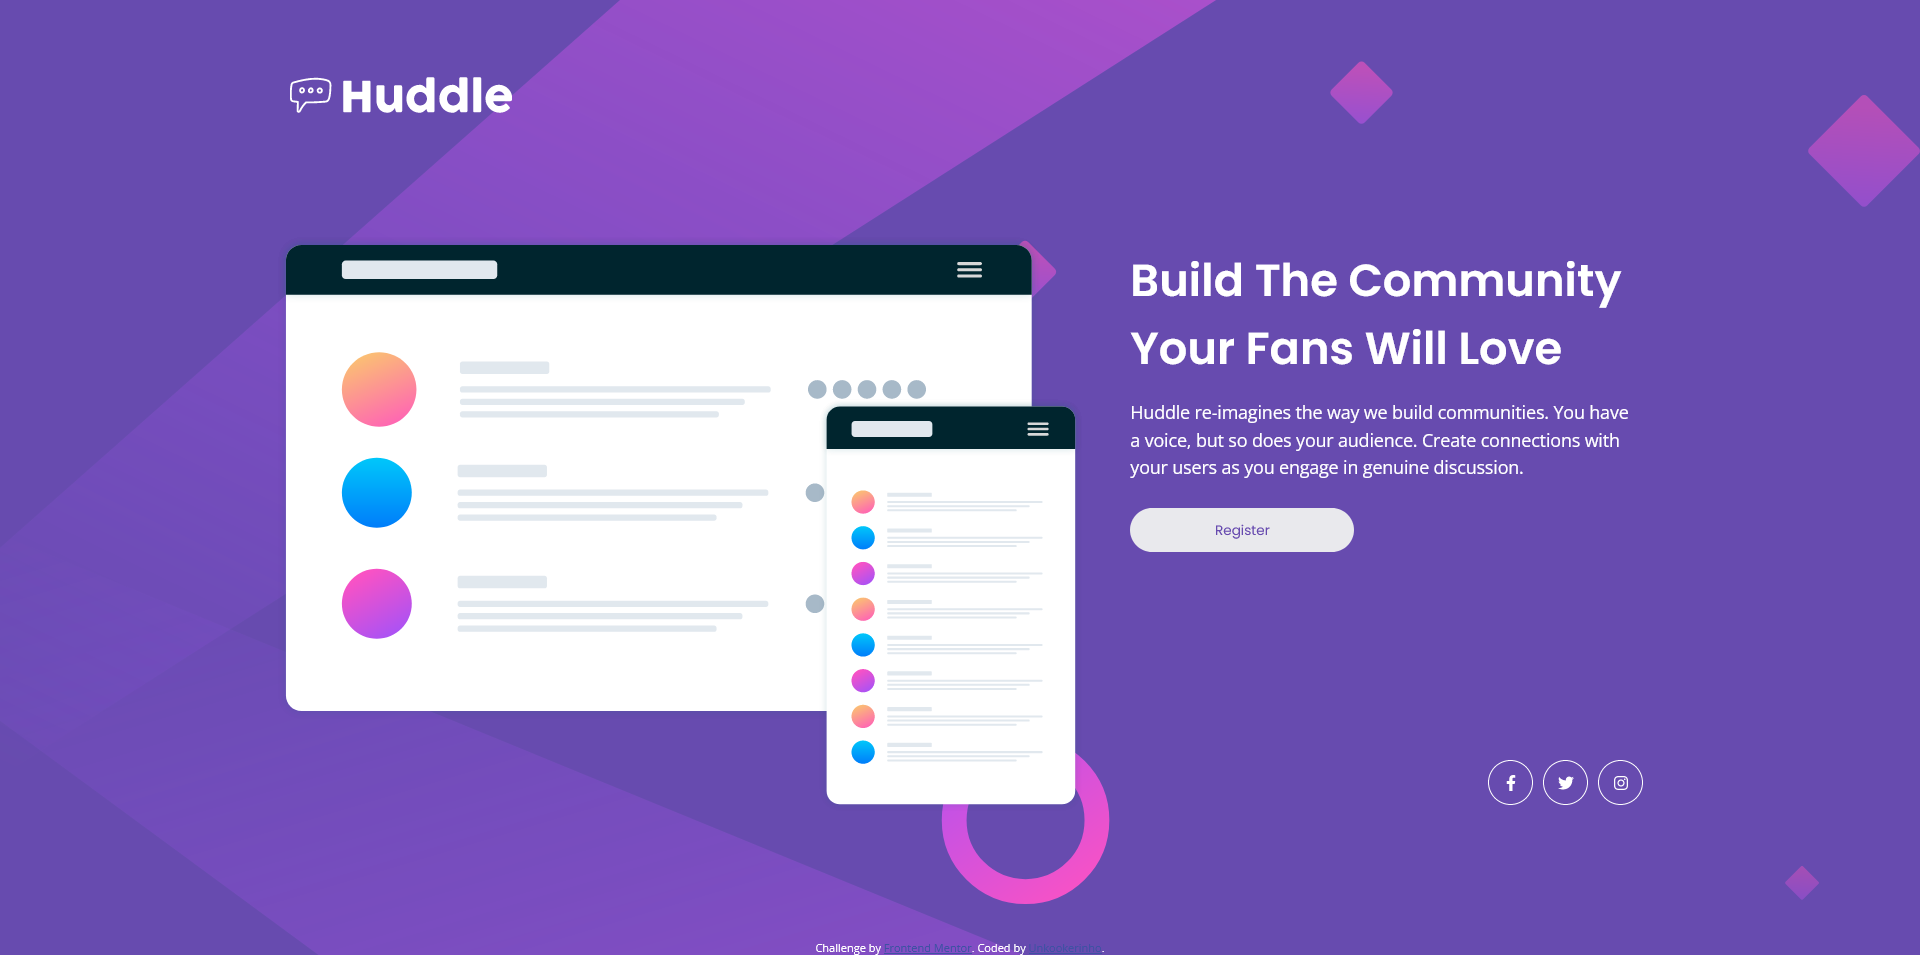 Huddle
Build The Community
Your Fans Will Love
Huddle re-imagines the way we build communities. You have
a voice, but so does your audience. Create connections with
your users as you engage in genuine discussion.
Register
Challenge by Frontend Mentor. Coded by